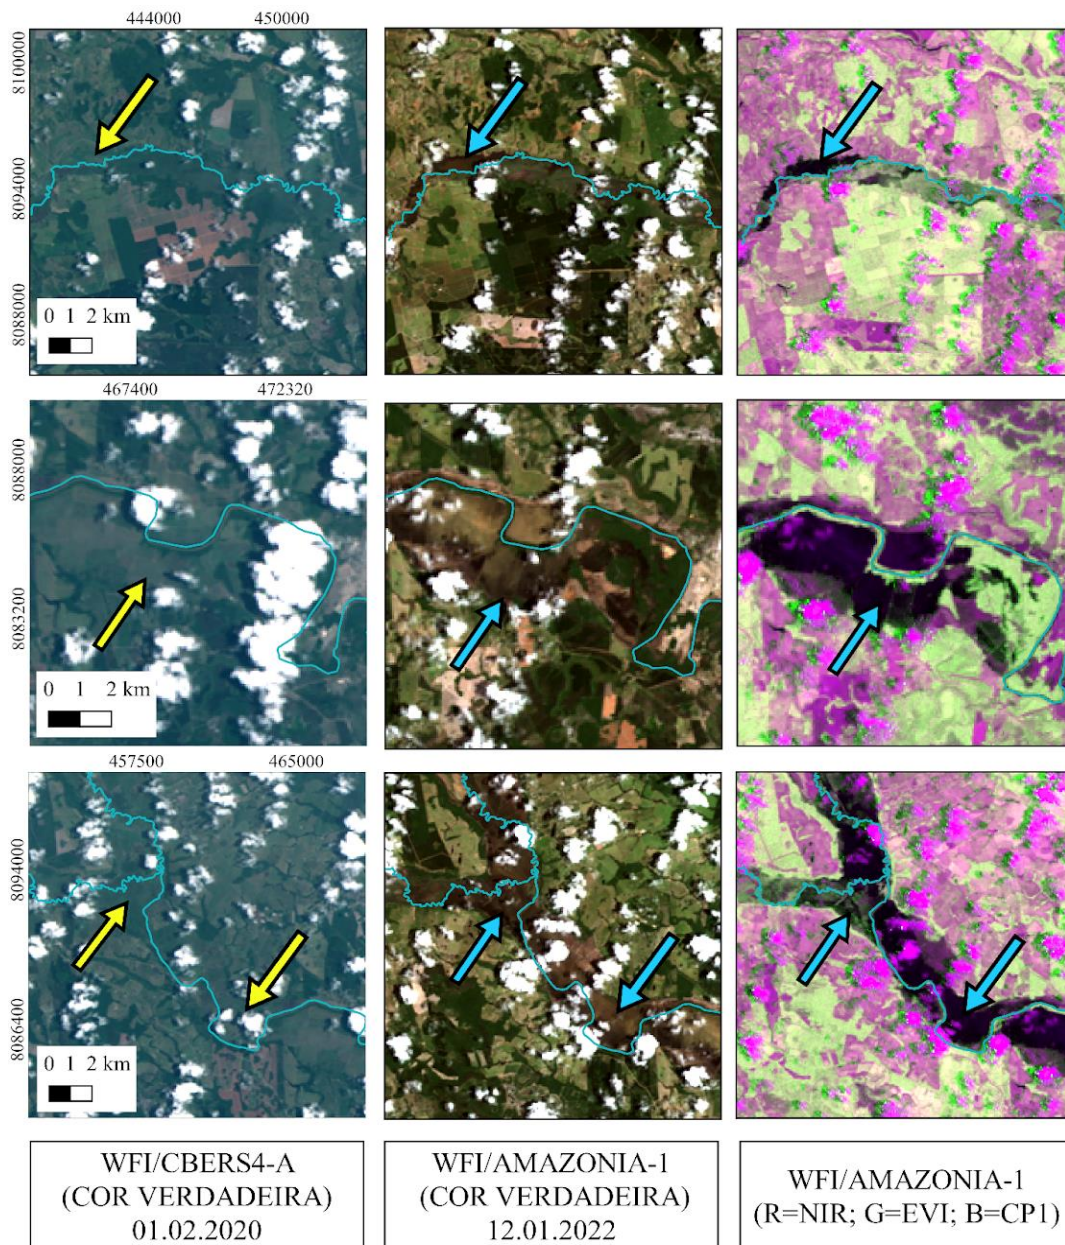 444000 450000
8100000
8094000
8088000
0 1 2 km
467400 472320
8088000
8083200
0 1 2 km
457500 465000
8094000
8086400
0 1 2 km
WFI/CBERS4-A
(COR VERDADEIRA)
01.02.2020
WFI/AMAZONIA-1
(COR VERDADEIRA)
12.01.2022
WFI/AMAZONIA-1
(R=NIR; G=EVI; B=CP1)